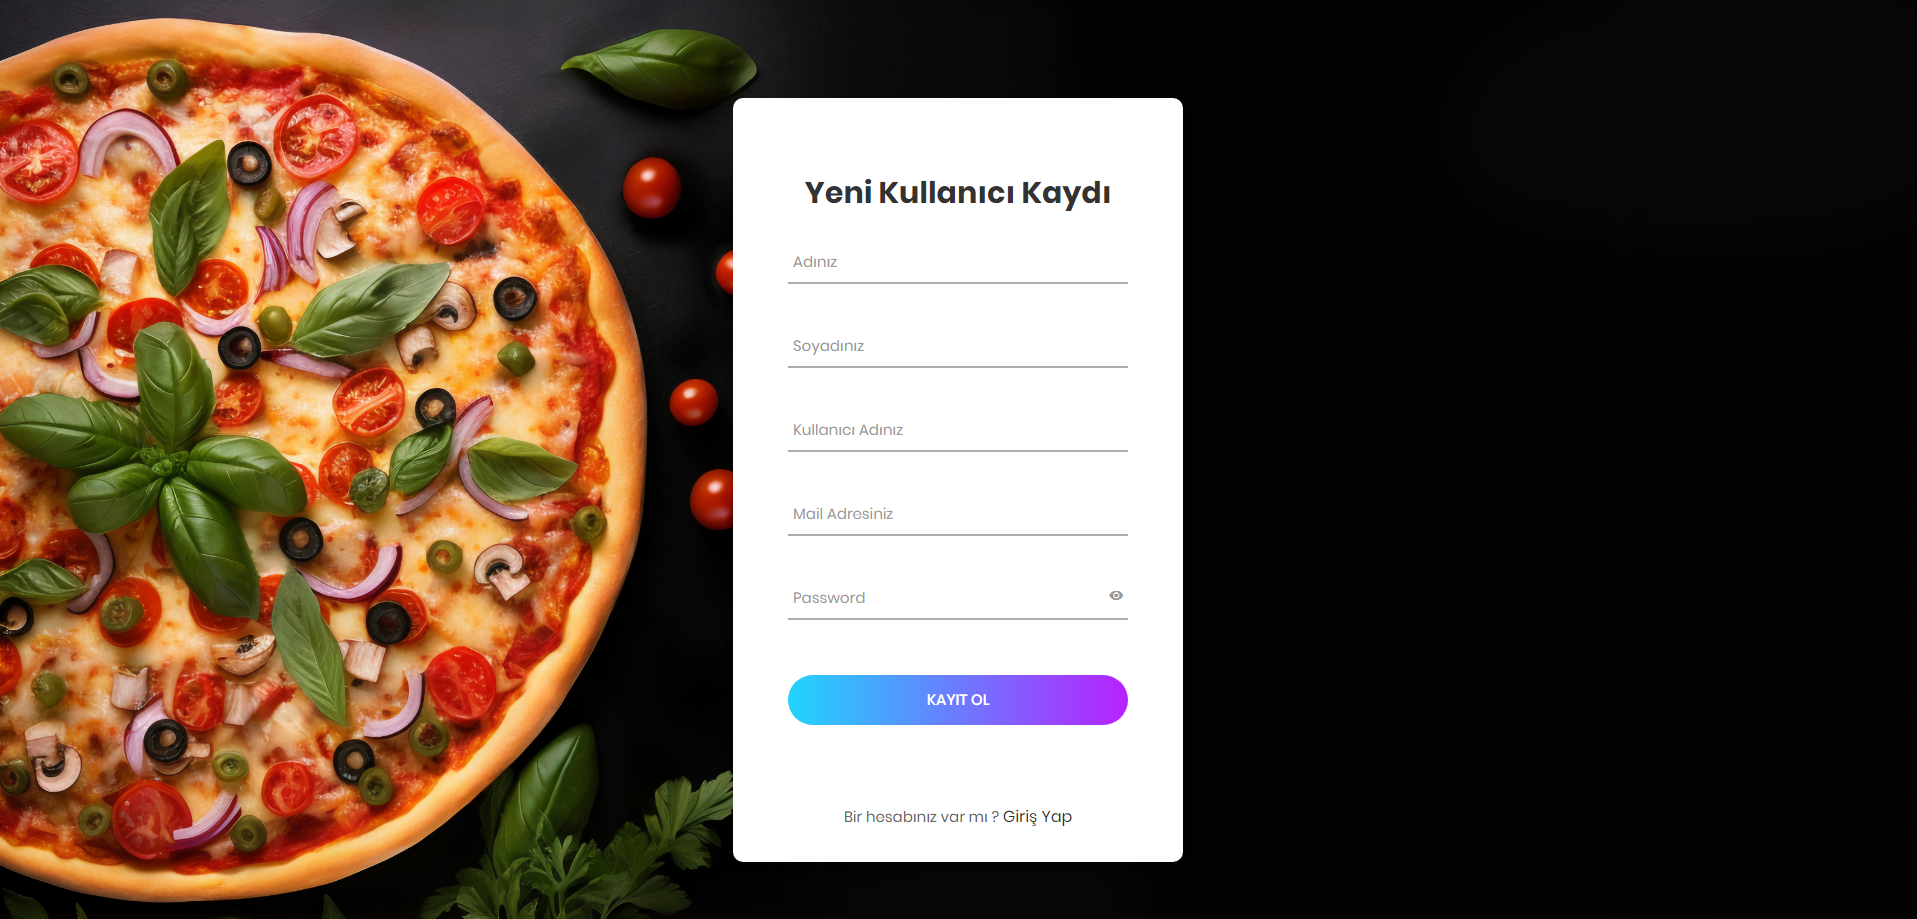 Yeni Kullanıcı Kaydı
Adınız
Soyadınız
Kullanıcı Adınız
Mail Adresiniz
Password
KAYIT OL
Bir hesabınız var mı ? Giriş Yap